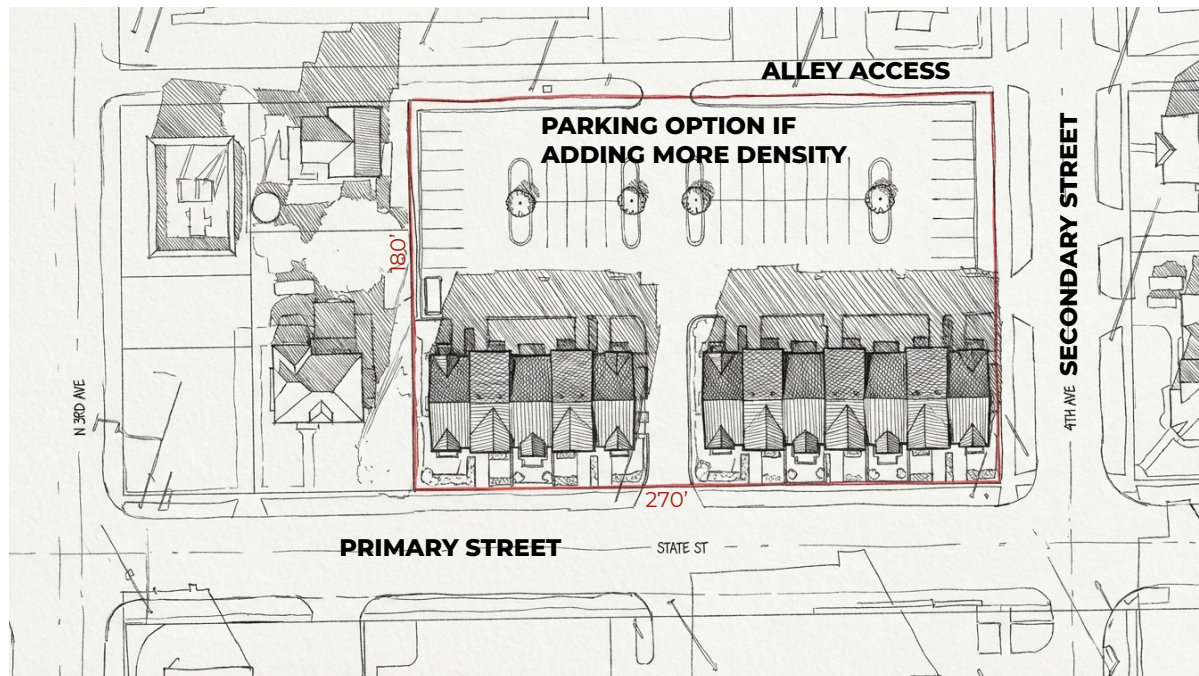 ALLEY ACCESS
PARKING OPTION IF
ADDING MORE DENSITY
180'
SECONDARY STREET
4TH AVE
N 3RD AVE
270'
PRIMARY STREET
STATE ST